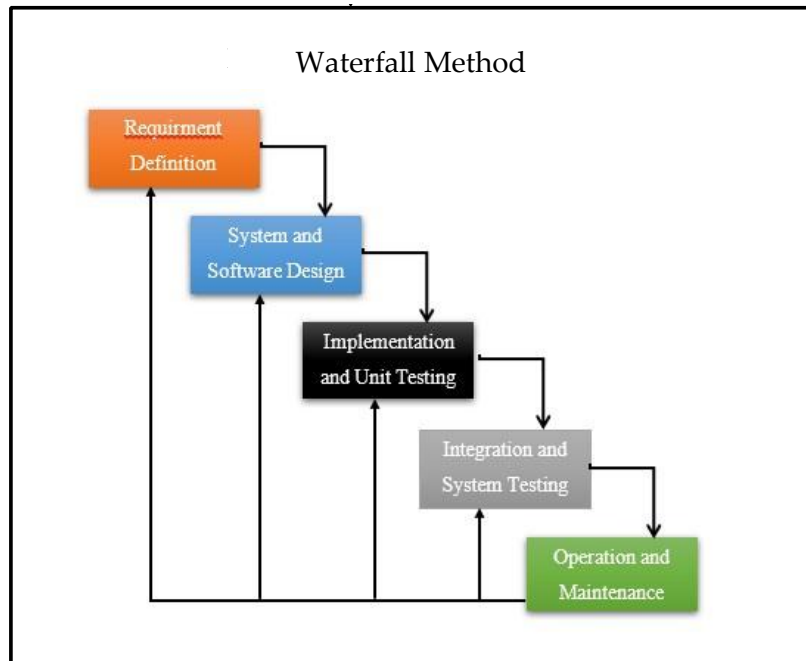 Waterfall Method
Requirment
Definition
System and
Software Design
Implementation
and Unit Testing
Integration and
System Testing
Operation and
Maintenance